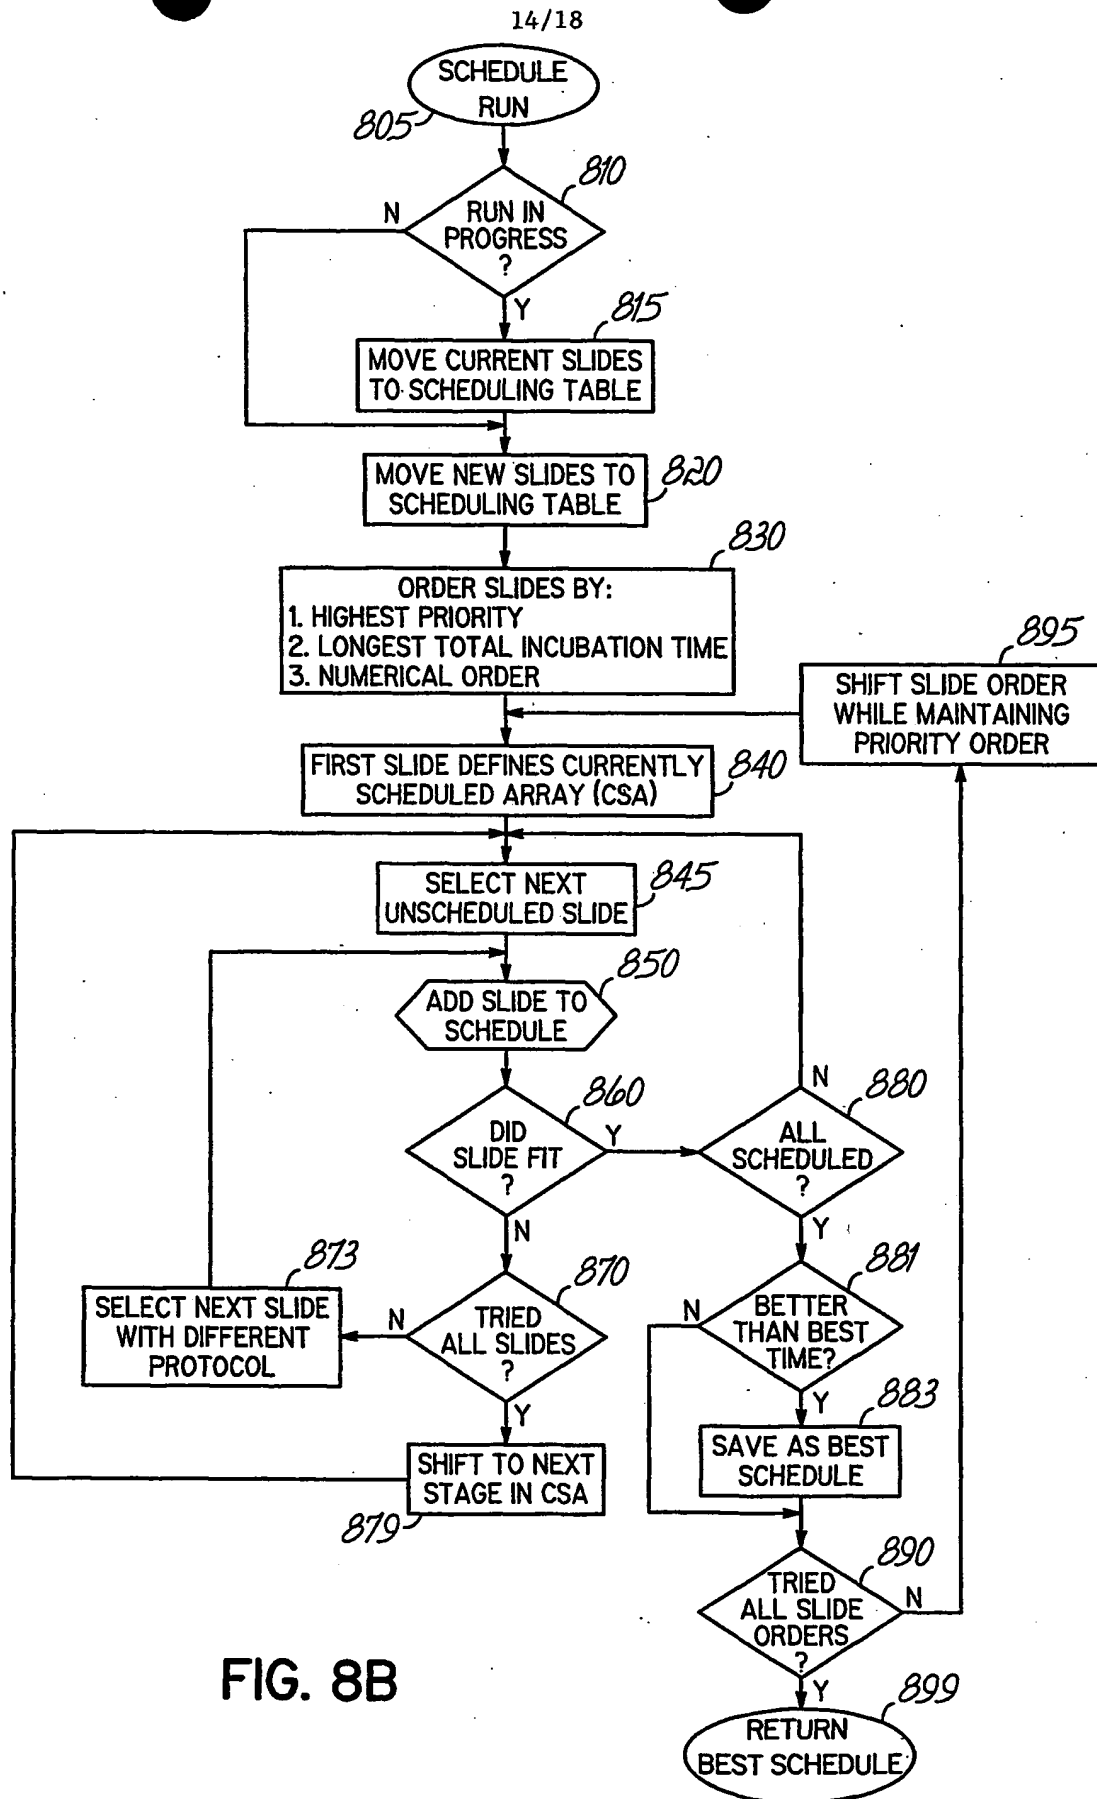 14/18
SCHEDULE
RUN
805
810
N
RUN IN
PROGRESS
?
Y
815
MOVE CURRENT SLIDES
TO SCHEDULING TABLE
MOVE NEW SLIDES TO
SCHEDULING TABLE
820
830
ORDER SLIDES BY:
1. HIGHEST PRIORITY
2. LONGEST TOTAL INCUBATION TIME
3. NUMERICAL ORDER
895
SHIFT SLIDE ORDER
WHILE MAINTAINING
PRIORITY ORDER
FIRST SLIDE DEFINES CURRENTLY
SCHEDULED ARRAY (CSA)
840
SELECT NEXT
UNSCHEDULED SLIDE
845
850
ADD SLIDE TO
SCHEDULE
860
DID
SLIDE FIT
?
Y
N
N
880
ALL
SCHEDULED
?
Y
873
SELECT NEXT SLIDE
WITH DIFFERENT
PROTOCOL
N
870
TRIED
ALL SLIDES
?
Y
881
N
BETTER
THAN BEST
TIME?
Y
883
SHIFT TO NEXT
STAGE IN CSA
879
SAVE AS BEST
SCHEDULE
890
TRIED
ALL SLIDE
ORDERS
?
N
Y
899
RETURN
BEST SCHEDULE
FIG. 8B